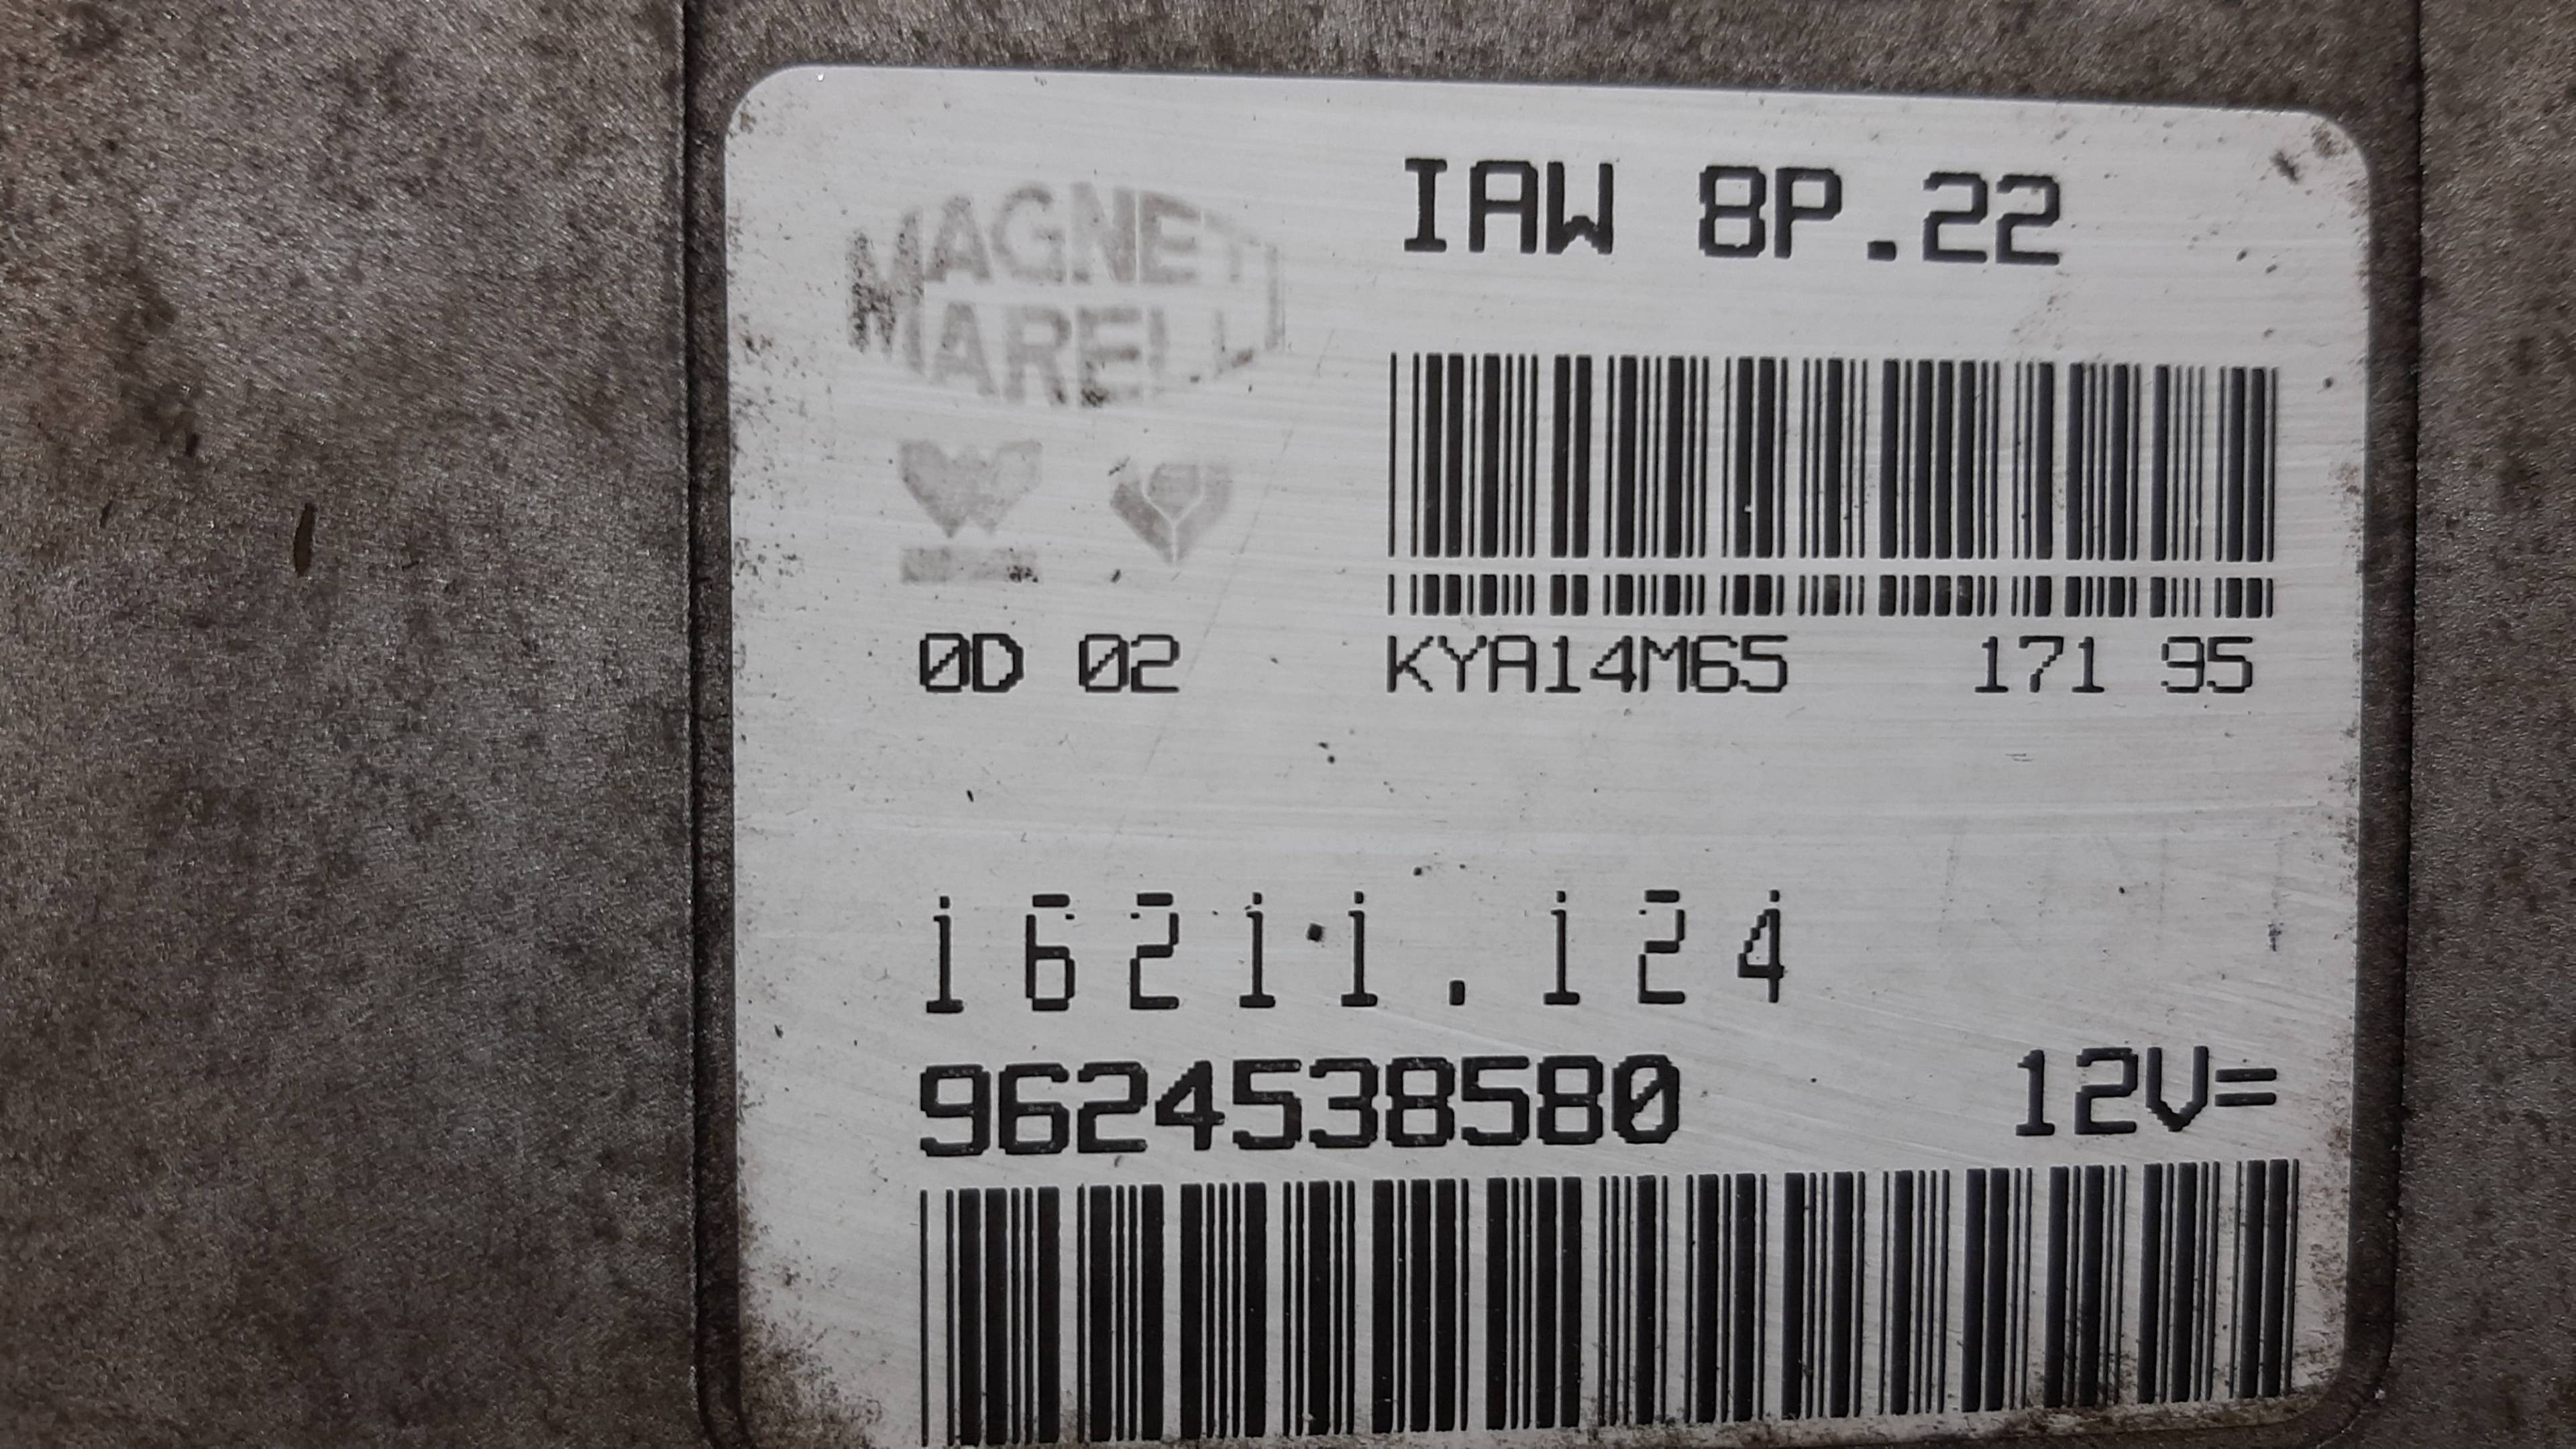 MAGNETI
MARELLI
IAW 8P.22
0D 02
KYA14M65 171 95
16211.124
9624538580 12V=